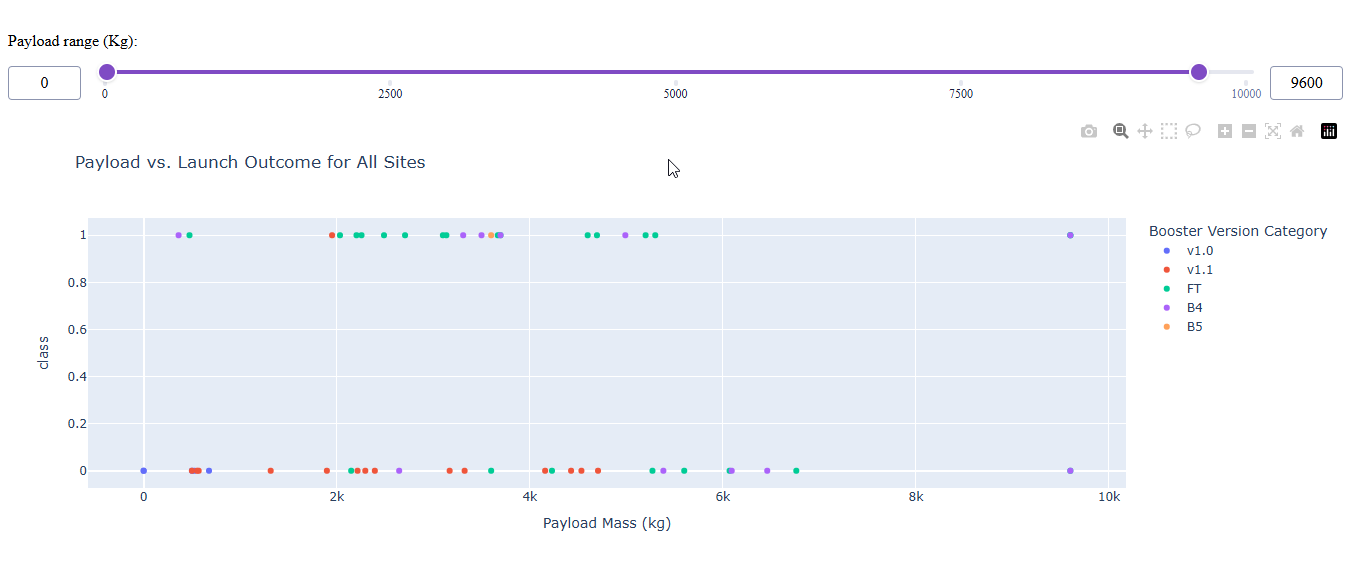 Payload range (Kg):
0
0 2500 5000 7500 10000
9600
Payload vs. Launch Outcome for All Sites
1
0.8
0.6
0.4
0.2
0
class
0 2k 4k 6k 8k 10k
Payload Mass (kg)
Booster Version Category
v1.0
v1.1
FT
B4
B5